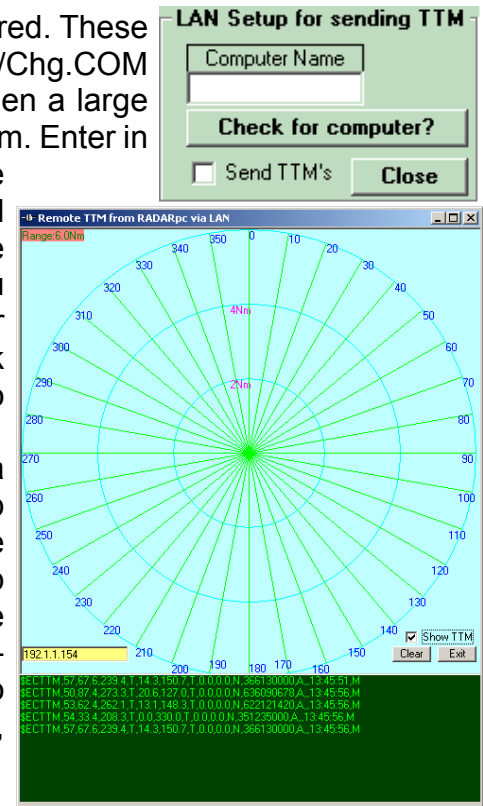 red. These
/Chg.COM
en a large
m. Enter in
LAN Setup for sending TTM
Computer Name
Check for computer?
Send TTM's Close
Remote TTM from RADARpc via LAN
Range:6.0Nm
350 0 10
340 20
330 30
320 40
310 50
4Nm
300 60
290 70
2Nm
280 80
270 90
260 100
250 110
240 120
230 130
220 140
Show TTM
192.1.1.154
210 150
Clear Exit
200 190 180 170 160
$ECTTM,57,67.6,239.4,T,14.3,150.7,T,0.0,0.0,N,366130000,A,,13:45:51,M
$ECTTM,50,87.4,273.3,T,20.6,127.0,T,0.0,0.0,N,636090678,A,,13:45:56,M
$ECTTM,53,62.4,262.1,T,13.1,148.3,T,0.0,0.0,N,622121420,A,,13:45:56,M
$ECTTM,54,33.4,208.3,T,0.0,330.0,T,0.0,0.0,N,351235000,A,,13:45:56,M
$ECTTM,57,67.6,239.4,T,14.3,150.7,T,0.0,0.0,N,366130000,A,,13:45:56,M